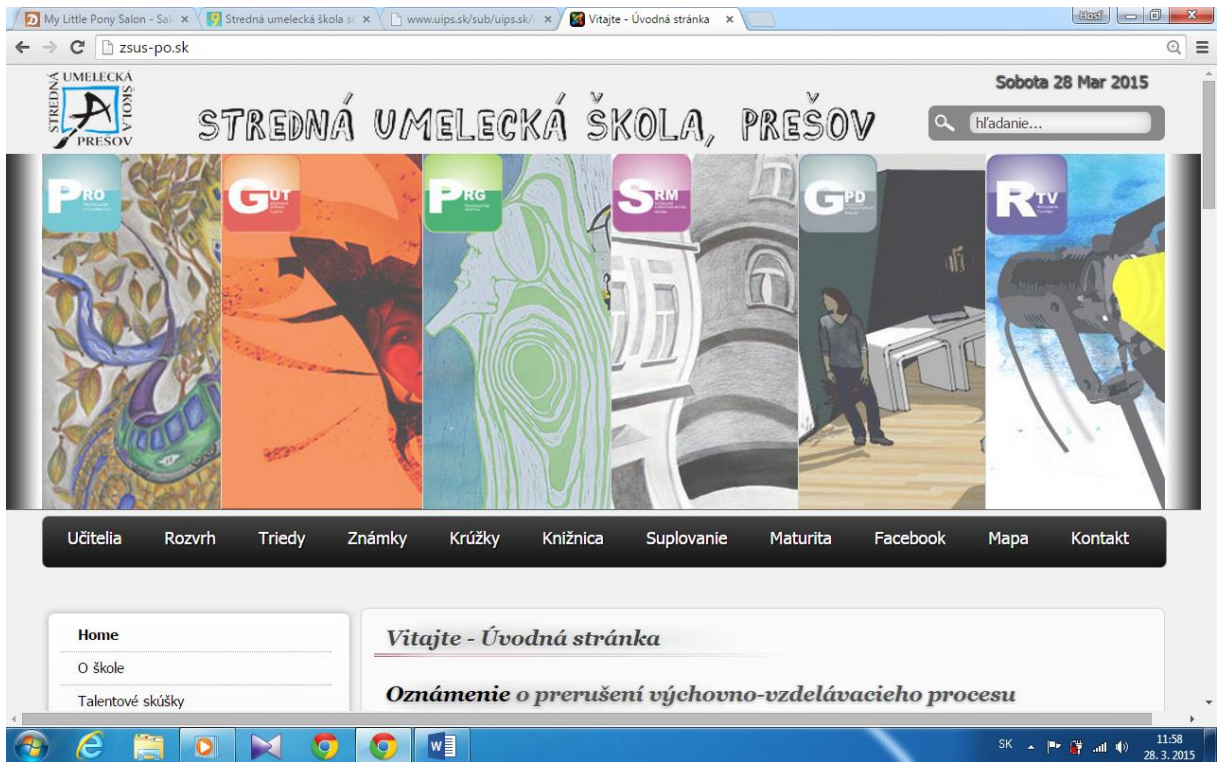 My Little Pony Salon - Sal
Stredná umelecká škola sc
www.uips.sk/sub/uips.sk/i
Vitajte - Úvodná stránka
Hosť
zsus-po.sk
STREDNÁ UMELECKÁ ŠKOLA PREŠOV
STREDNÁ UMELECKÁ ŠKOLA, PREŠOV
Sobota 28 Mar 2015
hľadanie...
PRO
GUT
PRG
SRM
GPD
RTV
Učitelia Rozvrh Triedy Známky Krúžky Knižnica Suplovanie Maturita Facebook Mapa Kontakt
Home
O škole
Talentové skúšky
Vitajte - Úvodná stránka
Oznámenie o prerušení výchovno-vzdelávacieho procesu
SK
11:58
28. 3. 2015